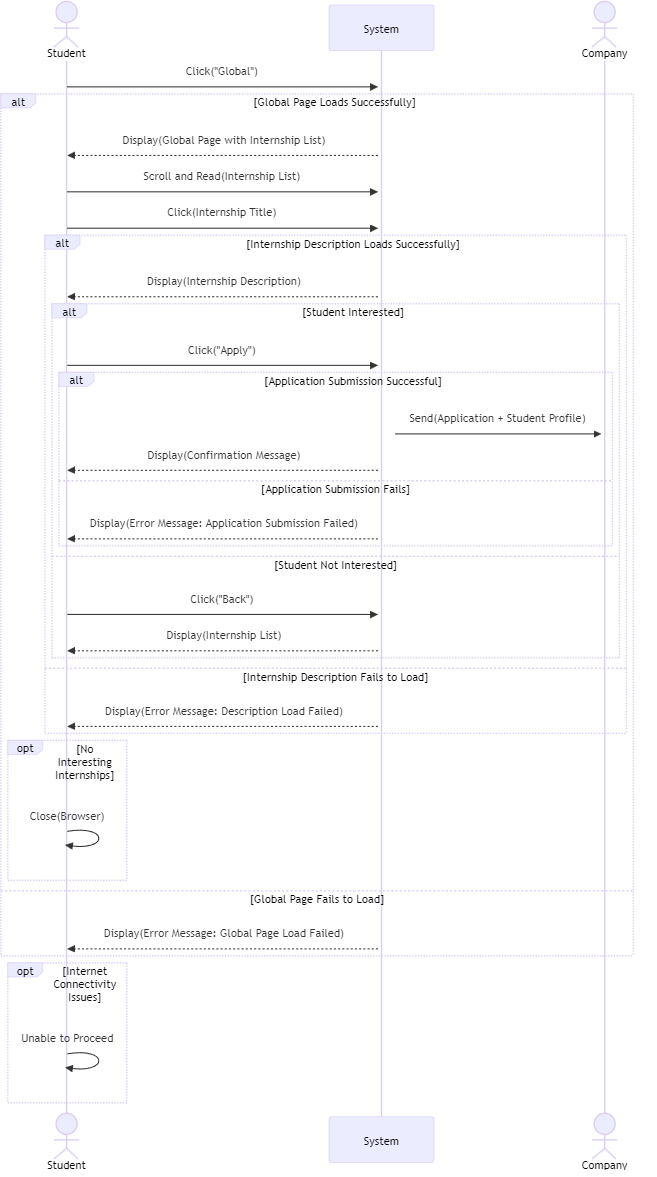 Student
System
Company
Click("Global")
alt
[Global Page Loads Successfully]
Display(Global Page with Internship List)
Scroll and Read(Internship List)
Click(Internship Title)
alt
[Internship Description Loads Successfully]
Display(Internship Description)
alt
[Student Interested]
Click("Apply")
alt
[Application Submission Successful]
Send(Application + Student Profile)
Display(Confirmation Message)
[Application Submission Fails]
Display(Error Message: Application Submission Failed)
[Student Not Interested]
Click("Back")
Display(Internship List)
[Internship Description Fails to Load]
Display(Error Message: Description Load Failed)
opt
[No
Interesting
Internships]
Close(Browser)
[Global Page Fails to Load]
Display(Error Message: Global Page Load Failed)
opt
[Internet
Connectivity
Issues]
Unable to Proceed
Student
System
Company